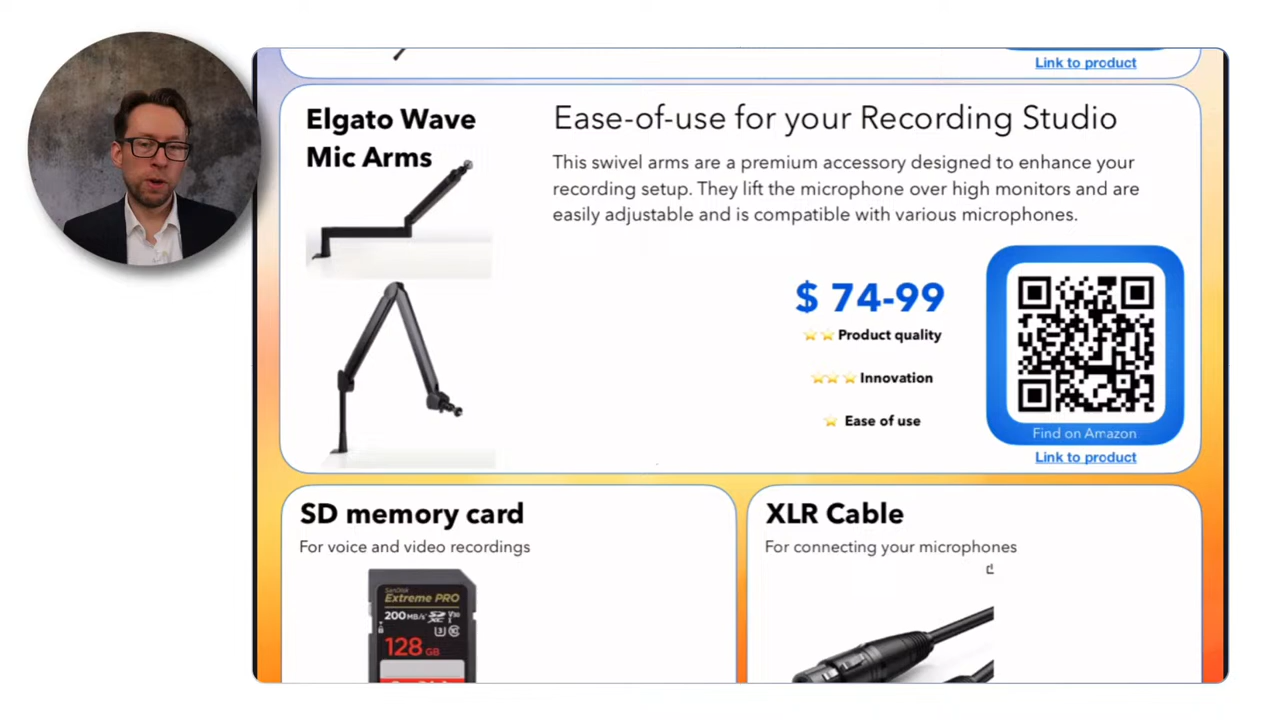 Link to product
Elgato Wave
Mic Arms
Ease-of-use for your Recording Studio
This swivel arms are a premium accessory designed to enhance your
recording setup. They lift the microphone over high monitors and are
easily adjustable and is compatible with various microphones.
$ 74-99
Product quality
Innovation
Ease of use
Find on Amazon
Link to product
SD memory card
For voice and video recordings
SanDisk
Extreme PRO
200 MB/s
128 GB
XLR Cable
For connecting your microphones